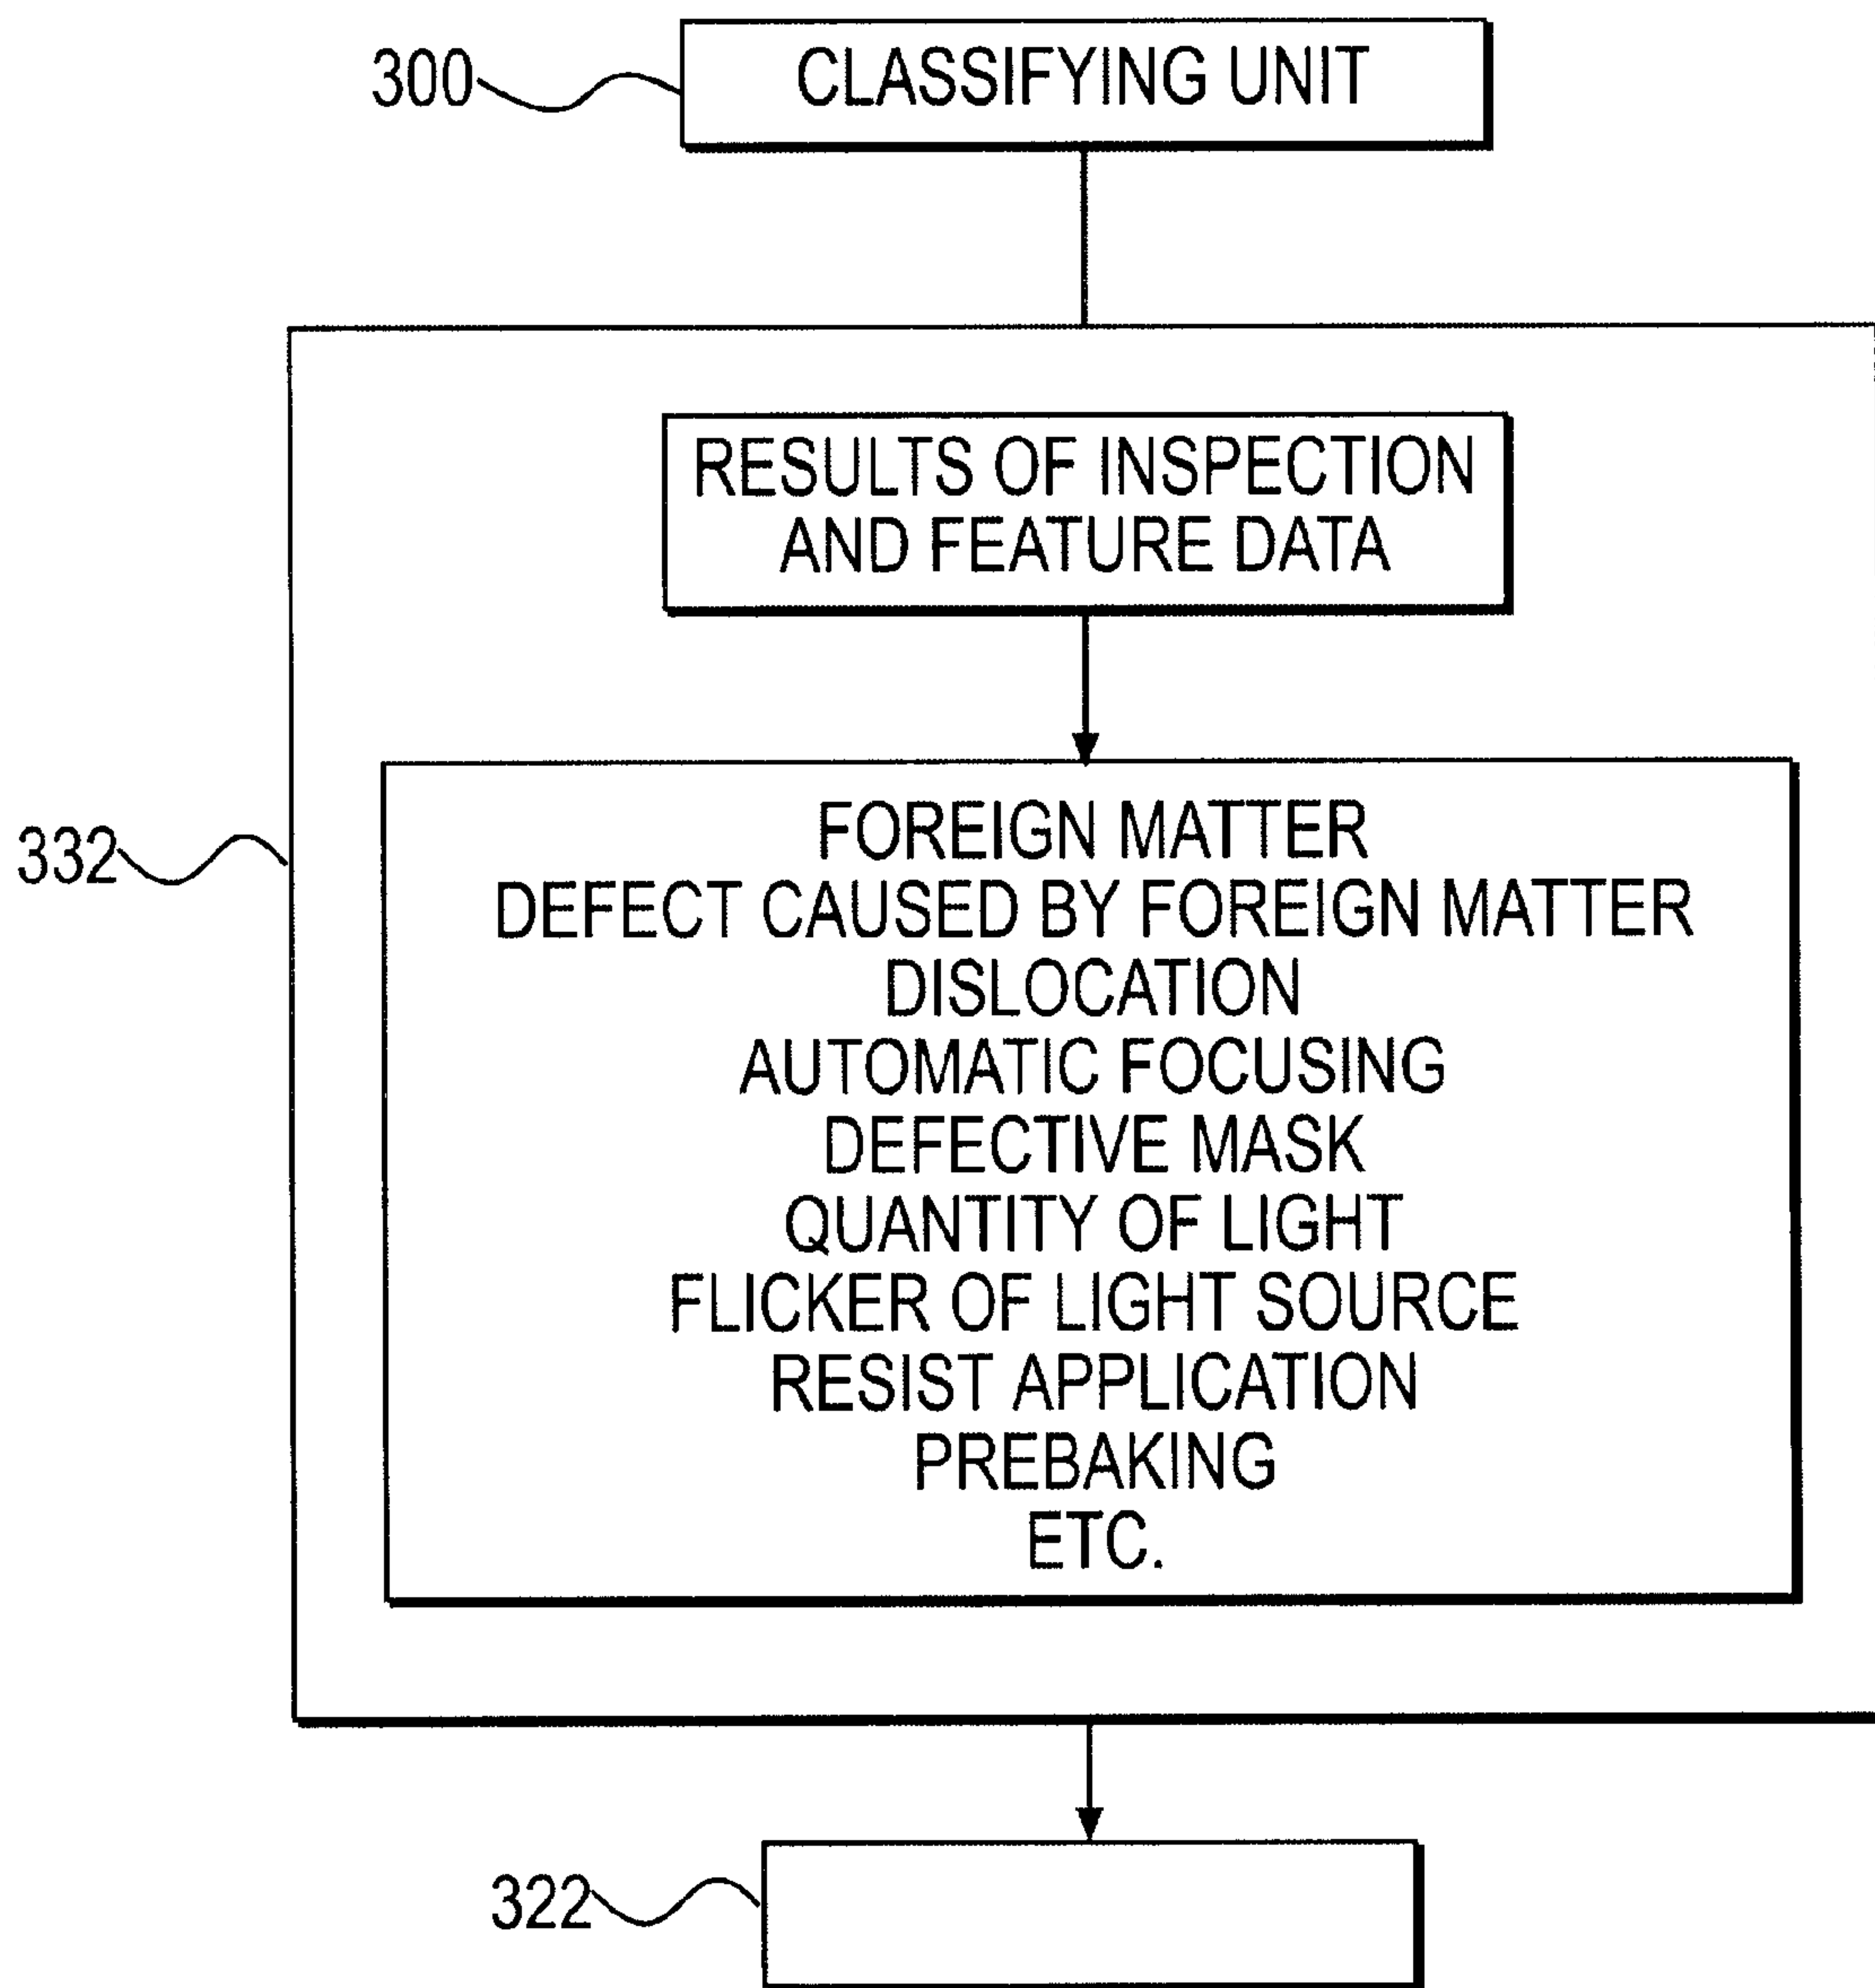 300
CLASSIFYING UNIT
RESULTS OF INSPECTION
AND FEATURE DATA
332
FOREIGN MATTER
DEFECT CAUSED BY FOREIGN MATTER
DISLOCATION
AUTOMATIC FOCUSING
DEFECTIVE MASK
QUANTITY OF LIGHT
FLICKER OF LIGHT SOURCE
RESIST APPLICATION
PREBAKING
ETC.
322